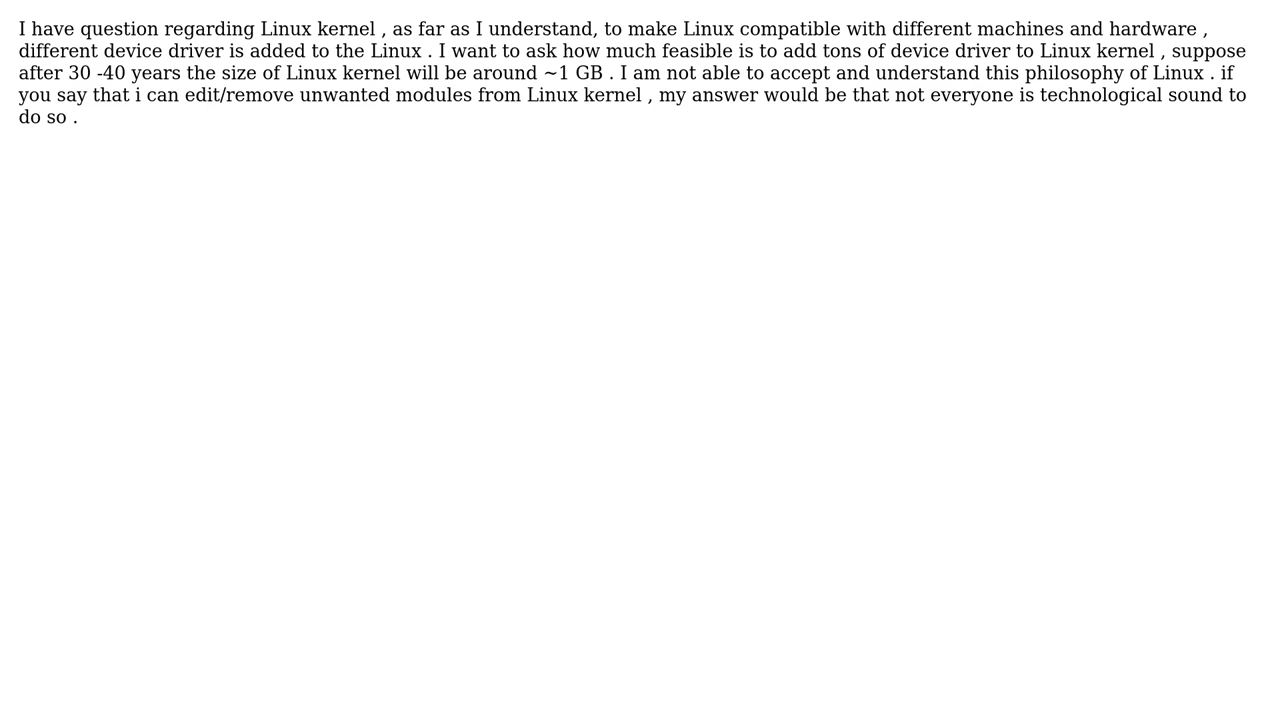 I have question regarding Linux kernel , as far as I understand, to make Linux compatible with different machines and hardware ,
different device driver is added to the Linux . I want to ask how much feasible is to add tons of device driver to Linux kernel , suppose
after 30 -40 years the size of Linux kernel will be around ~1 GB . I am not able to accept and understand this philosophy of Linux . if
you say that i can edit/remove unwanted modules from Linux kernel , my answer would be that not everyone is technological sound to
do so .